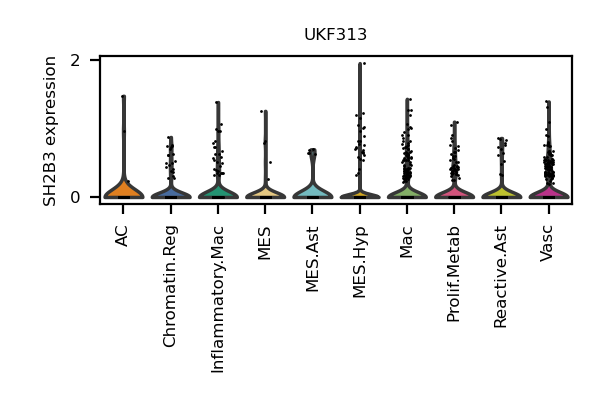 UKF313
SH2B3 expression
2
0
AC
Chromatin.Reg
Inflammatory.Mac
MES
MES.Ast
MES.Hyp
Mac
Prolif.Metab
Reactive.Ast
Vasc